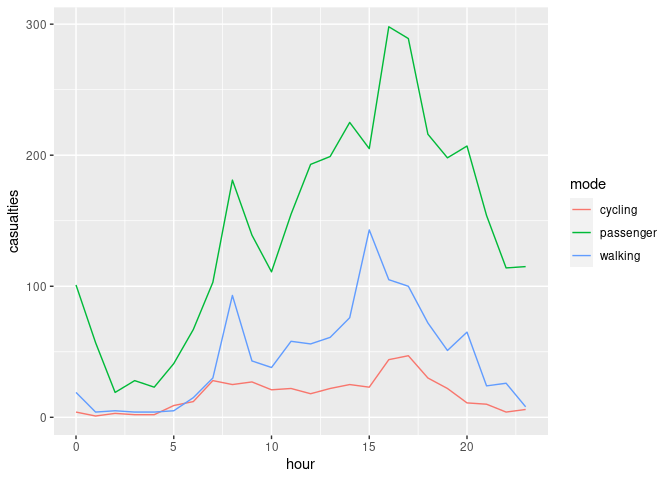 300
200
100
0
casualties
0 5 10 15 20
hour
mode
cycling
passenger
walking